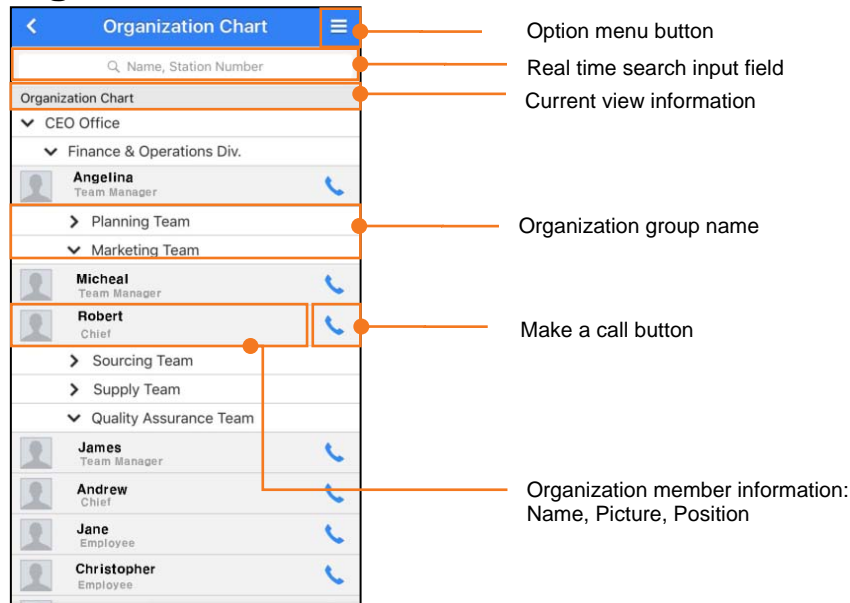 Organization Chart
Option menu button
Name, Station Number
Real time search input field
Organization Chart
Current view information
CEO Office
Finance & Operations Div.
Angelina
Team Manager
Planning Team
Organization group name
Marketing Team
Micheal
Team Manager
Robert
Chief
Make a call button
Sourcing Team
Supply Team
Quality Assurance Team
James
Team Manager
Andrew
Chief
Organization member information:
Name, Picture, Position
Jane
Employee
Christopher
Employee